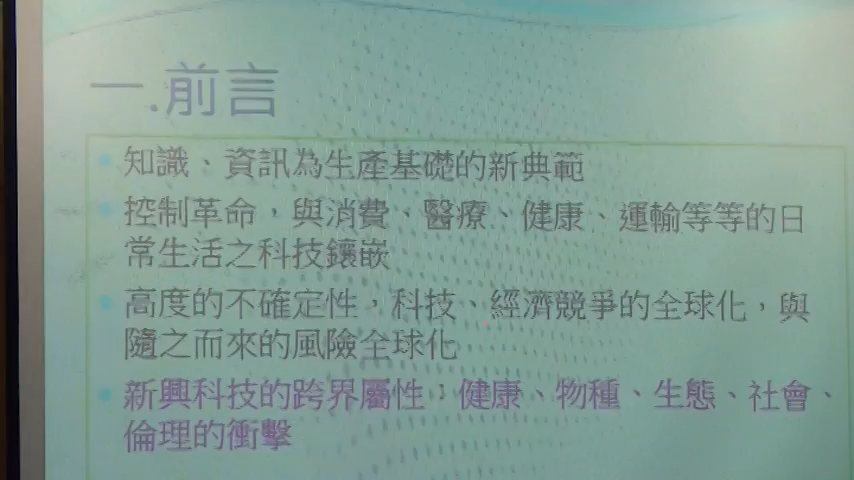 一.前言
知識、資訊為生產基礎的新典範
控制革命，與消費、醫療、健康、運輸等等的日
常生活之科技鑲嵌
高度的不確定性，科技、經濟競爭的全球化，與
隨之而來的風險全球化
新興科技的跨界屬性，健康、物種、生態、社會、
倫理的衝擊